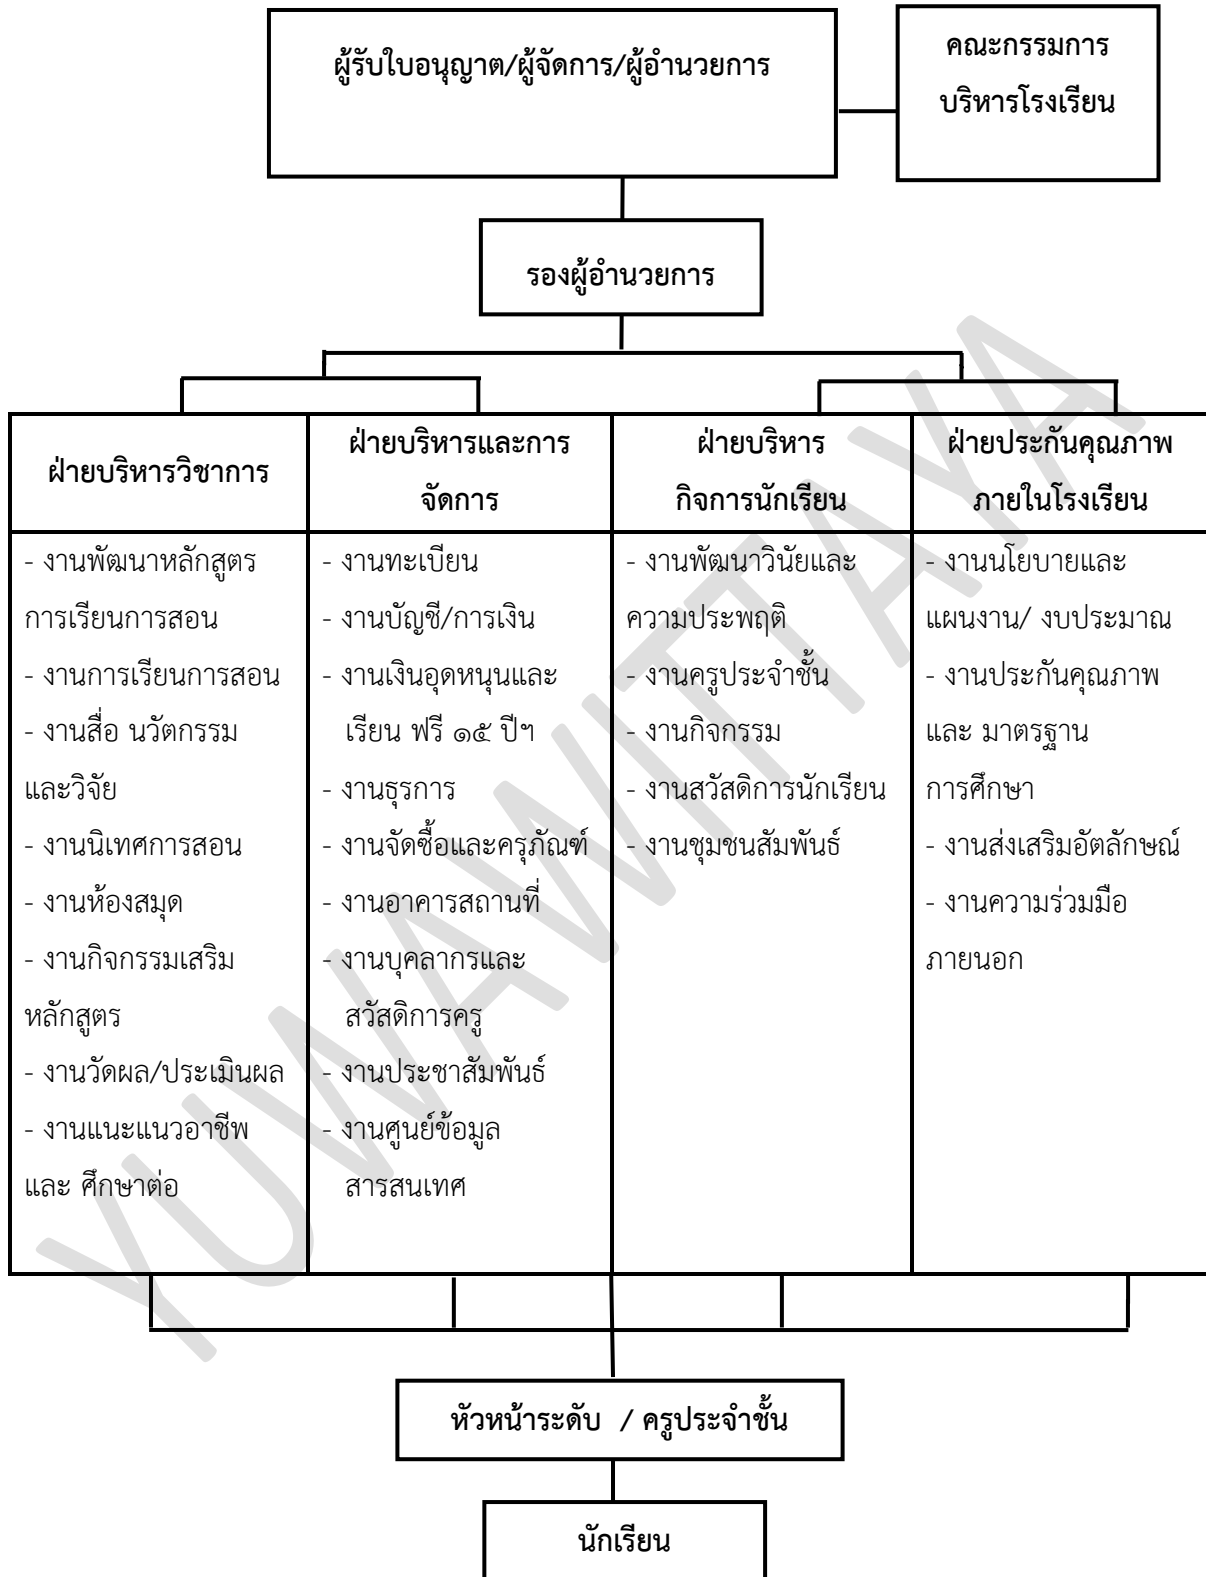 ผู้รับใบอนุญาต/ผู้จัดการ/ผู้อำนวยการ
คณะกรรมการ
บริหารโรงเรียน
รองผู้อำนวยการ
ฝ่ายบริหารวิชาการ
ฝ่ายบริหารและการ
จัดการ
ฝ่ายบริหาร
กิจการนักเรียน
ฝ่ายประกันคุณภาพ
ภายในโรงเรียน
- งานพัฒนาหลักสูตร
การเรียนการสอน
- งานการเรียนการสอน
- งานสื่อ นวัตกรรม
และวิจัย
- งานนิเทศการสอน
- งานห้องสมุด
- งานกิจกรรมเสริม
หลักสูตร
- งานวัดผล/ประเมินผล
- งานแนะแนวอาชีพ
และ ศึกษาต่อ
- งานทะเบียน
- งานบัญชี/การเงิน
- งานเงินอุดหนุนและ
เรียน ฟรี ๑๕ ปีฯ
- งานธุรการ
- งานจัดซื้อและครุภัณฑ์
- งานอาคารสถานที่
- งานบุคลากรและ
สวัสดิการครู
- งานประชาสัมพันธ์
- งานศูนย์ข้อมูล
สารสนเทศ
- งานพัฒนาวินัยและ
ความประพฤติ
- งานครูประจำชั้น
- งานกิจกรรม
- งานสวัสดิการนักเรียน
- งานชุมชนสัมพันธ์
- งานนโยบายและ
แผนงาน/ งบประมาณ
- งานประกันคุณภาพ
และ มาตรฐาน
การศึกษา
- งานส่งเสริมอัตลักษณ์
- งานความร่วมมือ
ภายนอก
หัวหน้าระดับ / ครูประจำชั้น
นักเรียน
YUWAWITTAYA